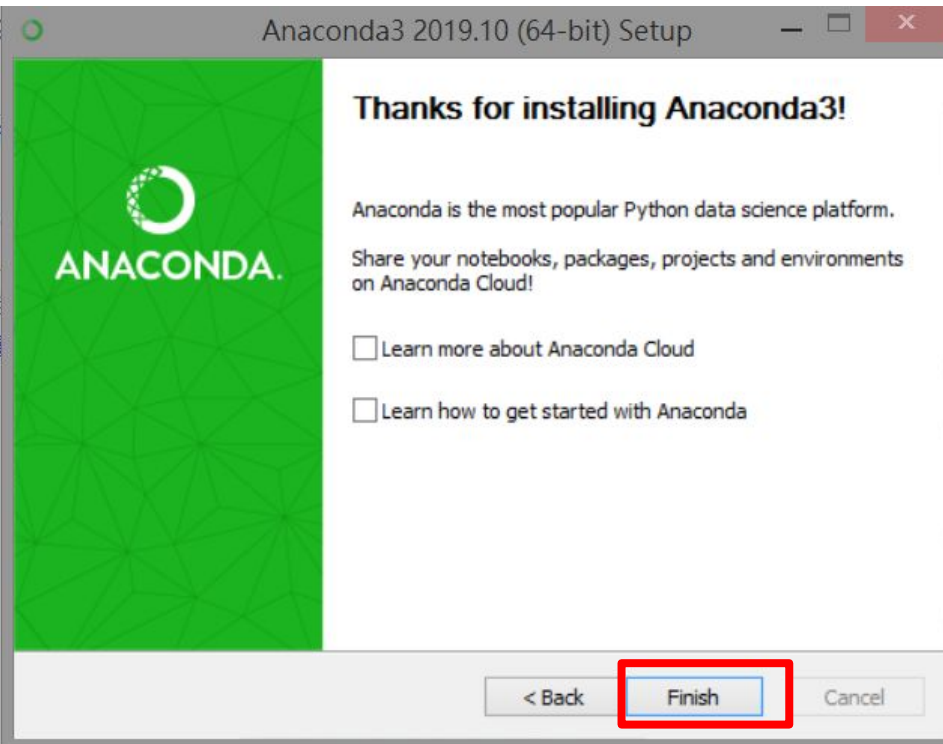 Anaconda3 2019.10 (64-bit) Setup
Thanks for installing Anaconda3!
Anaconda is the most popular Python data science platform.
Share your notebooks, packages, projects and environments
on Anaconda Cloud!
ANACONDA.
Learn more about Anaconda Cloud
Learn how to get started with Anaconda
< Back Finish Cancel